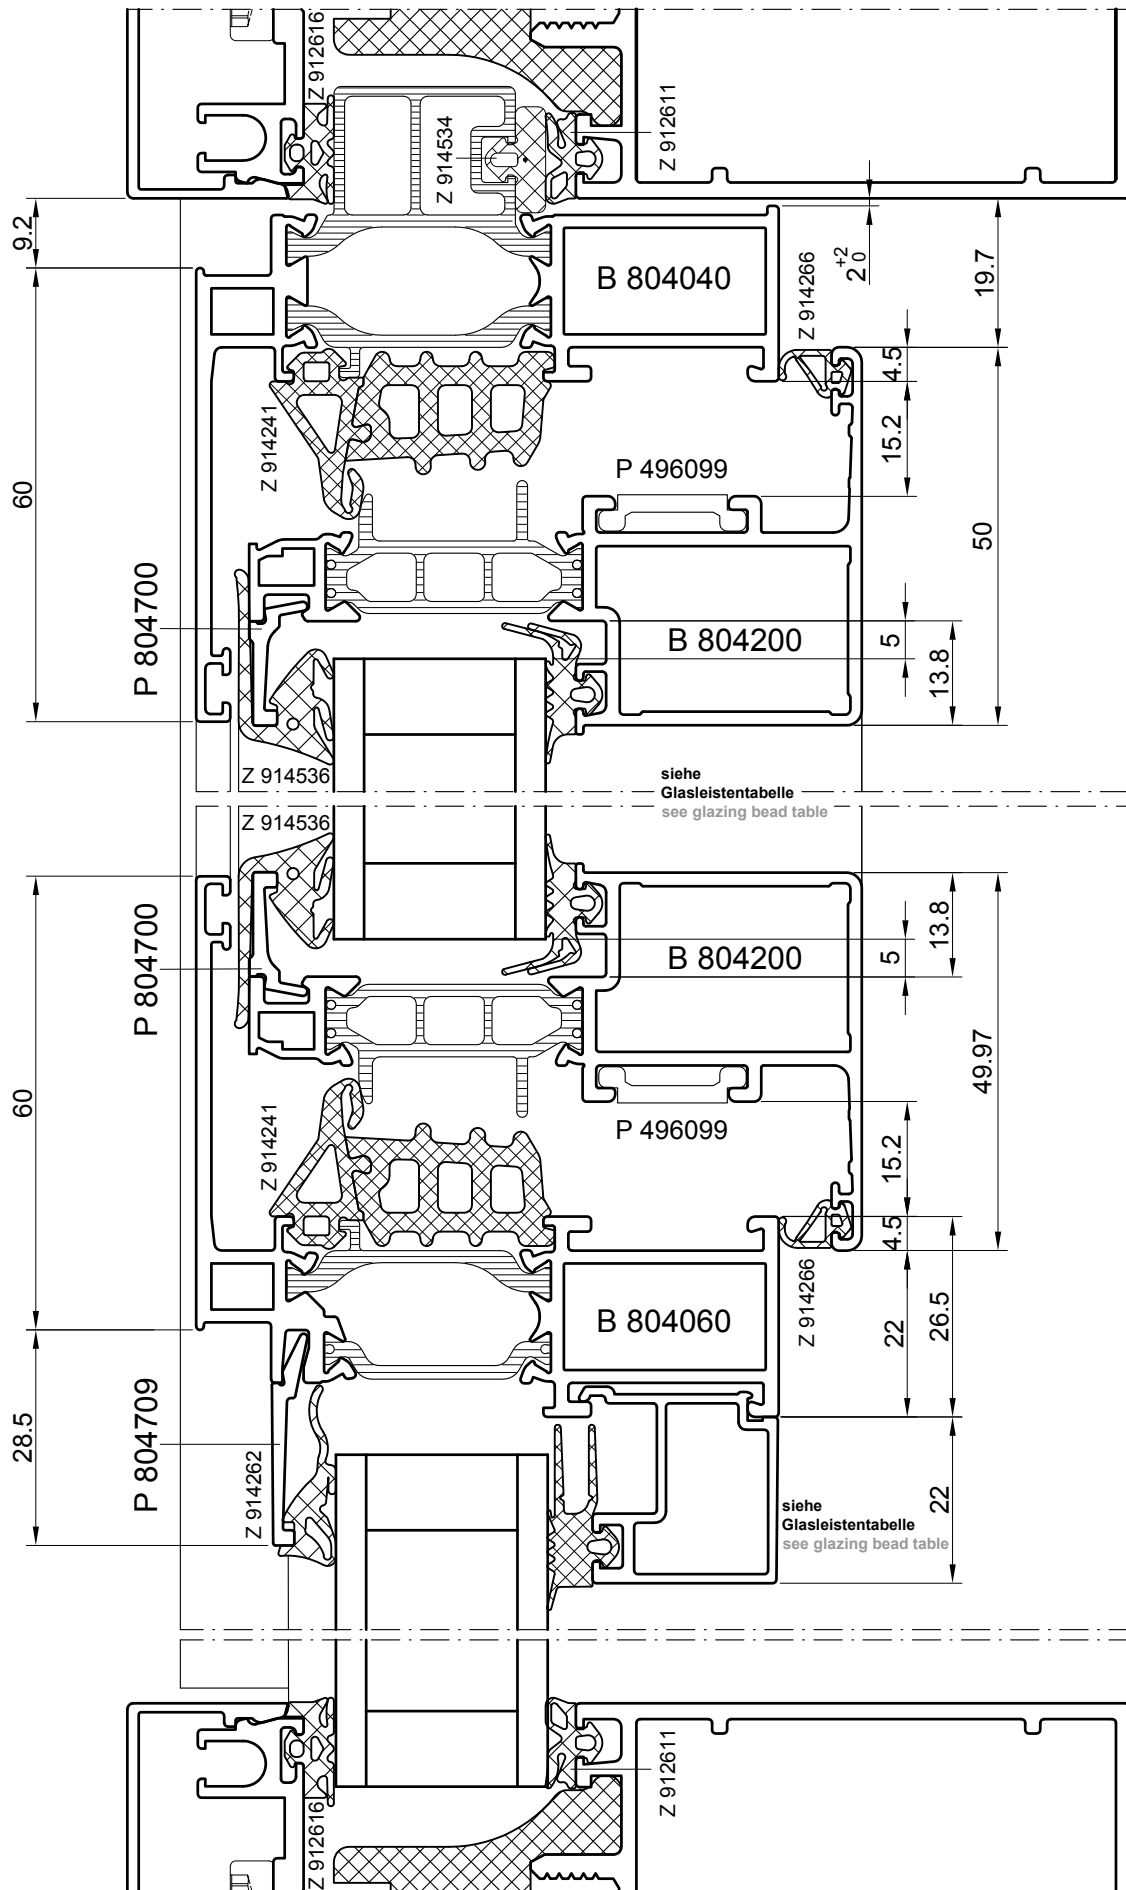 Z 912616
Z 914534
Z 912611
9.2
B 804040
2 +2 0
Z 914266
19.7
4.5
Z 914241
15.2
P 496099
60
50
P 804700
B 804200
5
13.8
Z 914536
siehe
Glasleistentabelle
see glazing bead table
Z 914536
P 804700
B 804200
13.8
5
49.97
60
Z 914241
P 496099
15.2
4.5
Z 914266
B 804060
22
26.5
P 804709
28.5
Z 914262
22
siehe
Glasleistentabelle
see glazing bead table
Z 912611
Z 912616